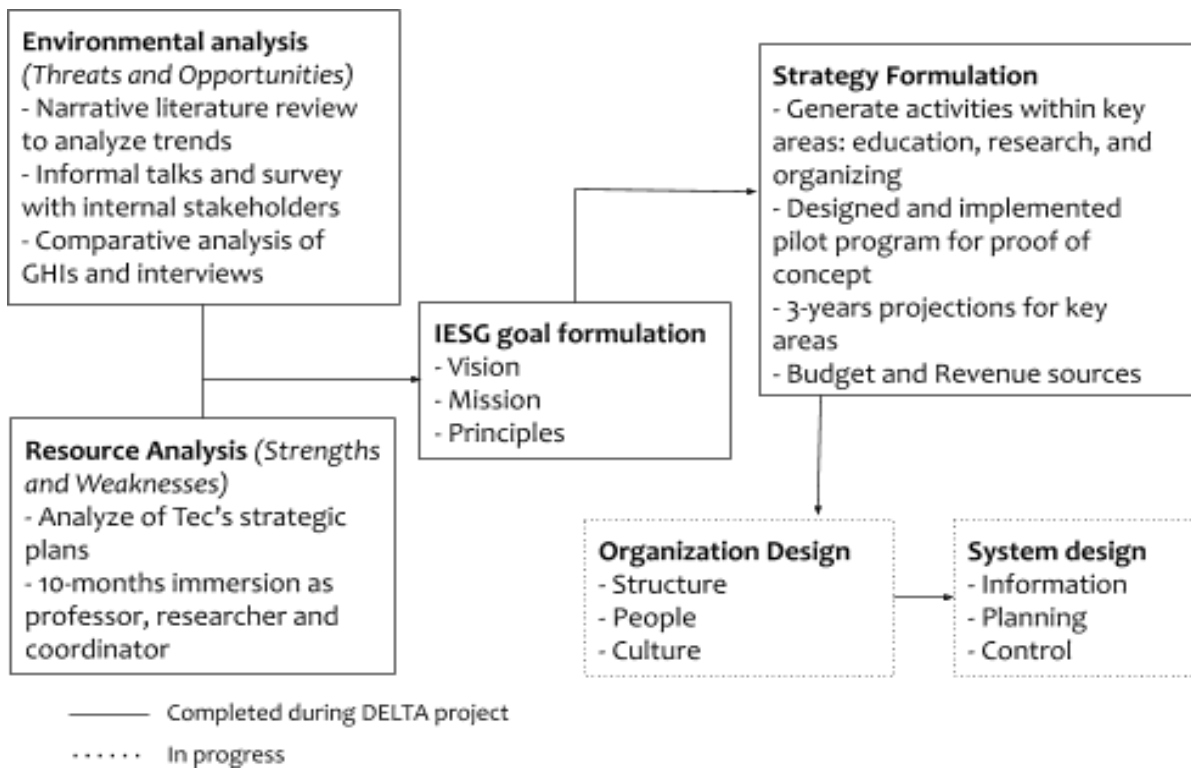 Environmental analysis
(Threats and Opportunities)
- Narrative literature review
to analyze trends
- Informal talks and survey
with internal stakeholders
- Comparative analysis of
GHIs and interviews
Resource Analysis (Strengths
and Weaknesses)
- Analyze of Tec's strategic
plans
- 10-months immersion as
professor, researcher and
coordinator
IESG goal formulation
- Vision
- Mission
- Principles
Strategy Formulation
- Generate activities within key
areas: education, research, and
organizing
- Designed and implemented
pilot program for proof of
concept
- 3-years projections for key
areas
- Budget and Revenue sources
Organization Design
- Structure
- People
- Culture
System design
- Information
- Planning
- Control
Completed during DELTA project
In progress